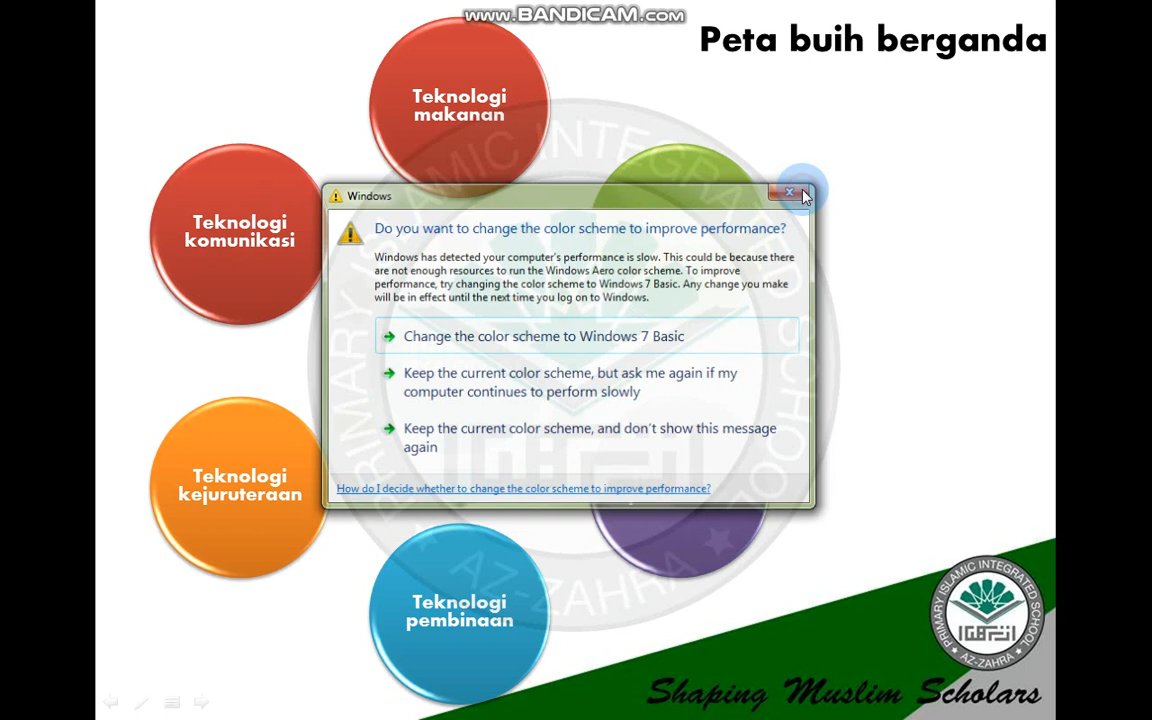 www.BANDICAM.com
Peta buih berganda
Teknologi
makanan
Teknologi
komunikasi
Windows
Do you want to change the color scheme to improve performance?
Windows has detected your computer's performance is slow. This could be because there
are not enough resources to run the Windows Aero color scheme. To improve
performance, try changing the color scheme to Windows 7 Basic. Any change you make
will be in effect until the next time you log on to Windows.
Change the color scheme to Windows 7 Basic
Keep the current color scheme, but ask me again if my
computer continues to perform slowly
Keep the current color scheme, and don't show this message
again
How do I decide whether to change the color scheme to improve performance?
Teknologi
kejuruteraan
Teknologi
pembinaan
PRIMARY ISLAMIC INTEGRATED SCHOOL
AZ-ZAHRA
Shaping Muslim Scholars